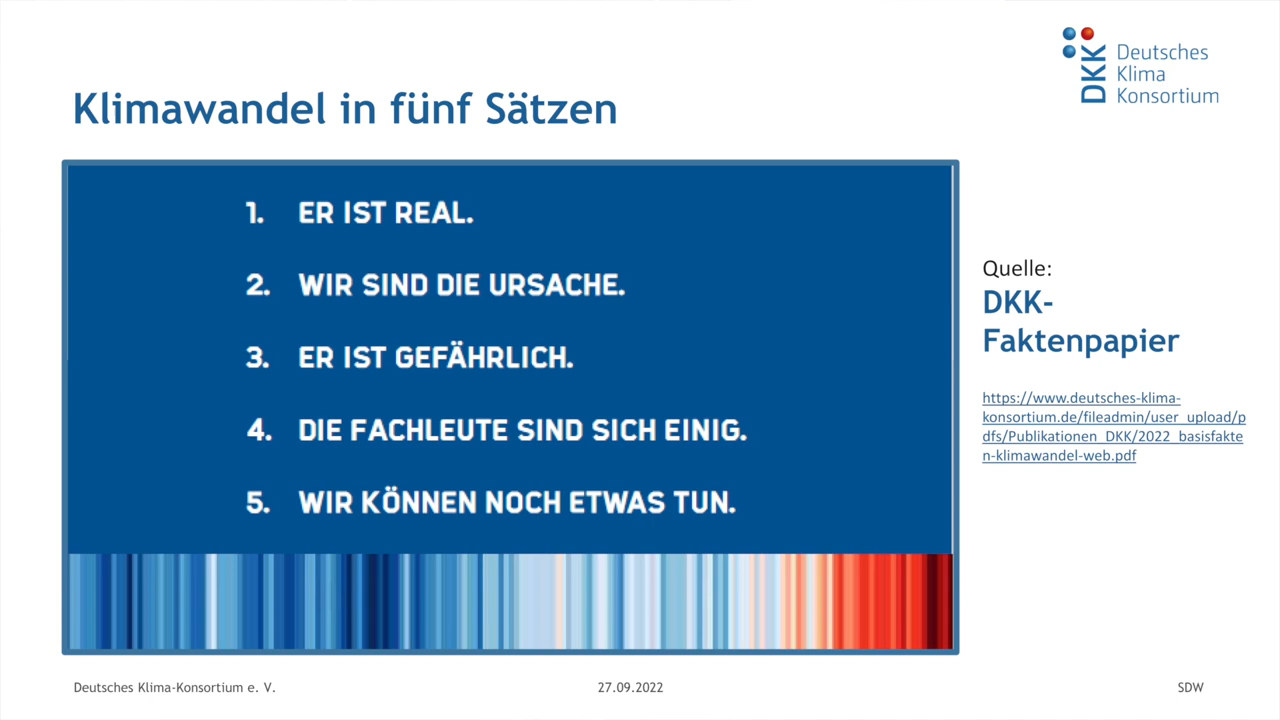 DKK
Deutsches
Klima
Konsortium
Klimawandel in fünf Sätzen
1. ER IST REAL.
2. WIR SIND DIE URSACHE.
3. ER IST GEFÄHRLICH.
4. DIE FACHLEUTE SIND SICH EINIG.
5. WIR KÖNNEN NOCH ETWAS TUN.
Quelle:
DKK-
Faktenpapier
https://www.deutsches-klima-
konsortium.de/fileadmin/user_upload/p
dfs/Publikationen_DKK/2022_basisfakte
n-klimawandel-web.pdf
Deutsches Klima-Konsortium e. V.
27.09.2022
SDW